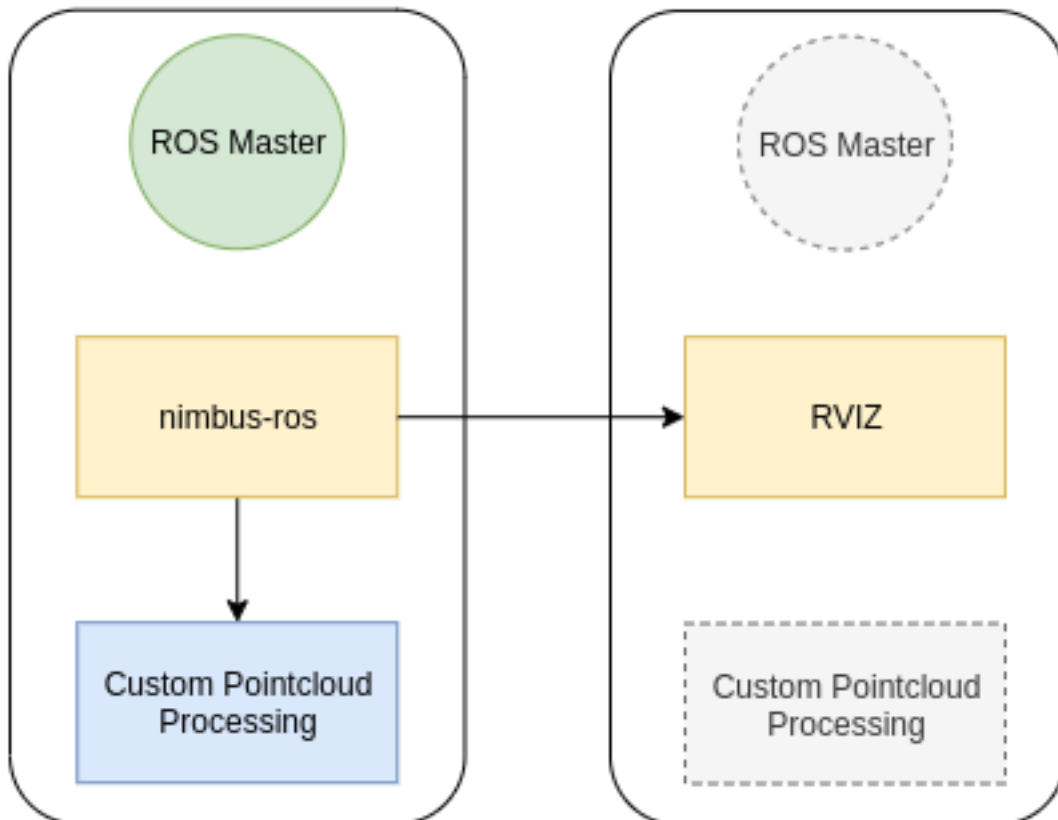 ROS Master
ROS Master
nimbus-ros
RVIZ
Custom Pointcloud
Processing
Custom Pointcloud
Processing